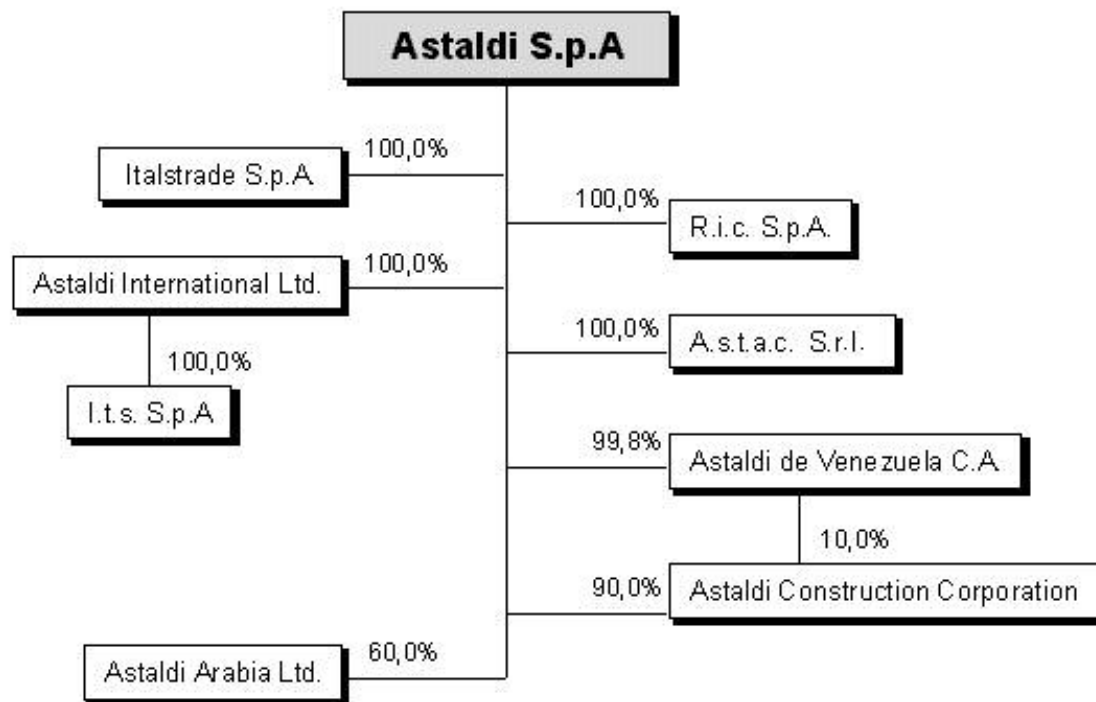 Astaldi S.p.A
100,0%
Italstrade S.p.A.
100,0%
R.i.c. S.p.A.
100,0%
Astaldi International Ltd.
100,0%
A.s.t.a.c. S.r.l.
100,0%
I.t.s. S.p.A
99,8%
Astaldi de Venezuela C.A.
10,0%
90,0%
Astaldi Construction Corporation
60,0%
Astaldi Arabia Ltd.